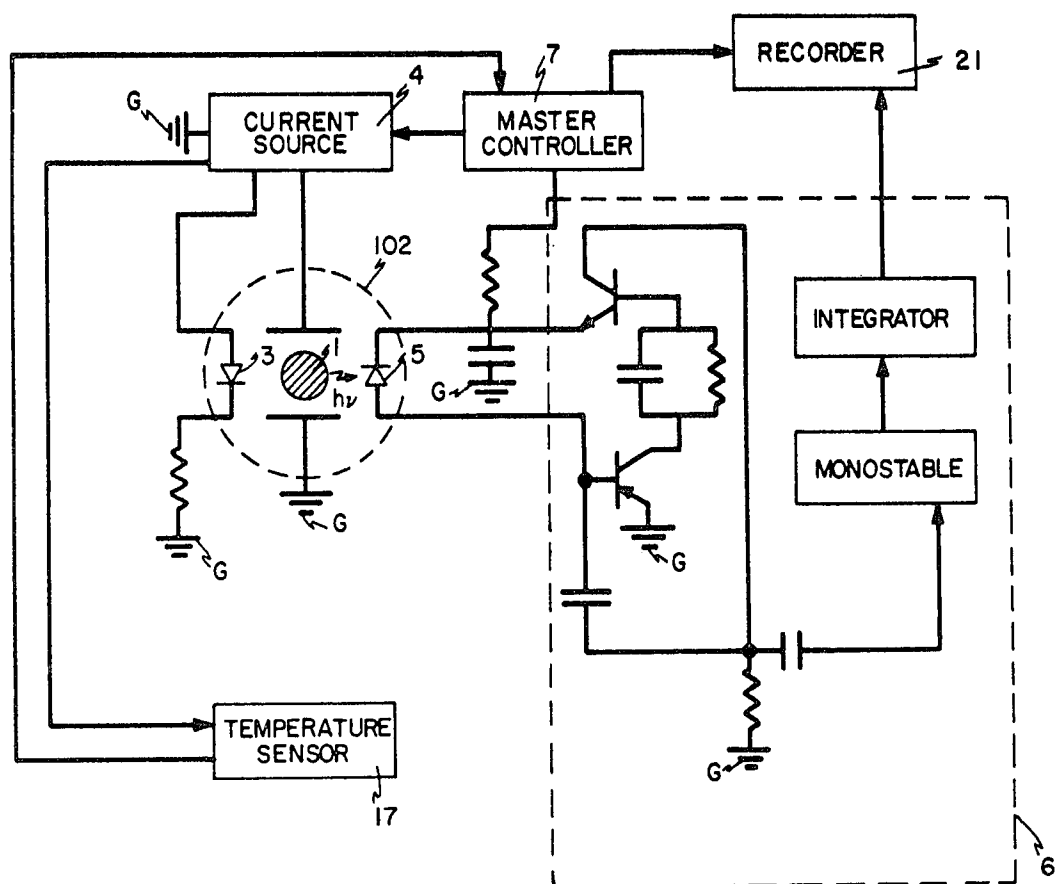 RECORDER
21
7
4
G
CURRENT
SOURCE
MASTER
CONTROLLER
102
INTEGRATOR
3
1
5
hν
G
MONOSTABLE
G
G
G
TEMPERATURE
SENSOR
G
17
6